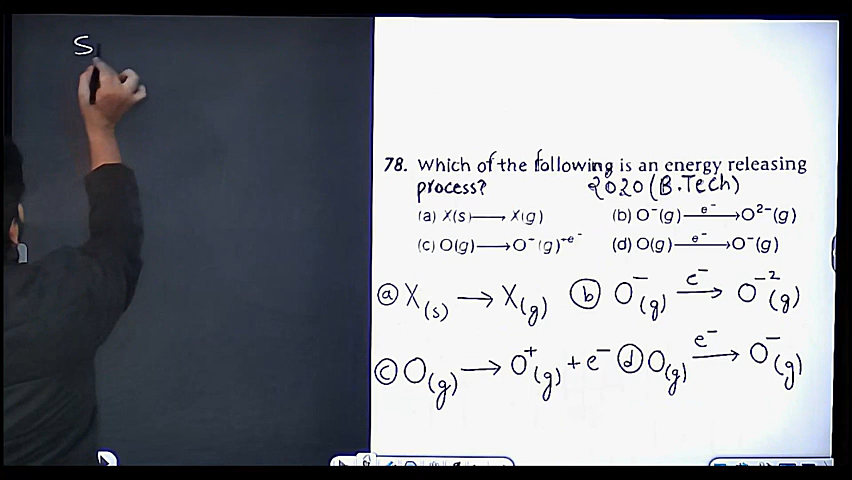 S
78. Which of the following is an energy releasing
process? 2020 (B.Tech)
(a) X(s) ⟶ X(g) (b) O⁻(g) —e⁻→ O²⁻(g)
(c) O(g) ⟶ O⁻(g)⁺ᵉ⁻ (d) O(g) —e⁻→ O⁻(g)
ⓐ X(s) → X(g) ⓑ O⁻(g) —e⁻→ O⁻²(g)
ⓒ O(g) → O⁺(g) + e⁻ ⓓ O(g) —e⁻→ O⁻(g)